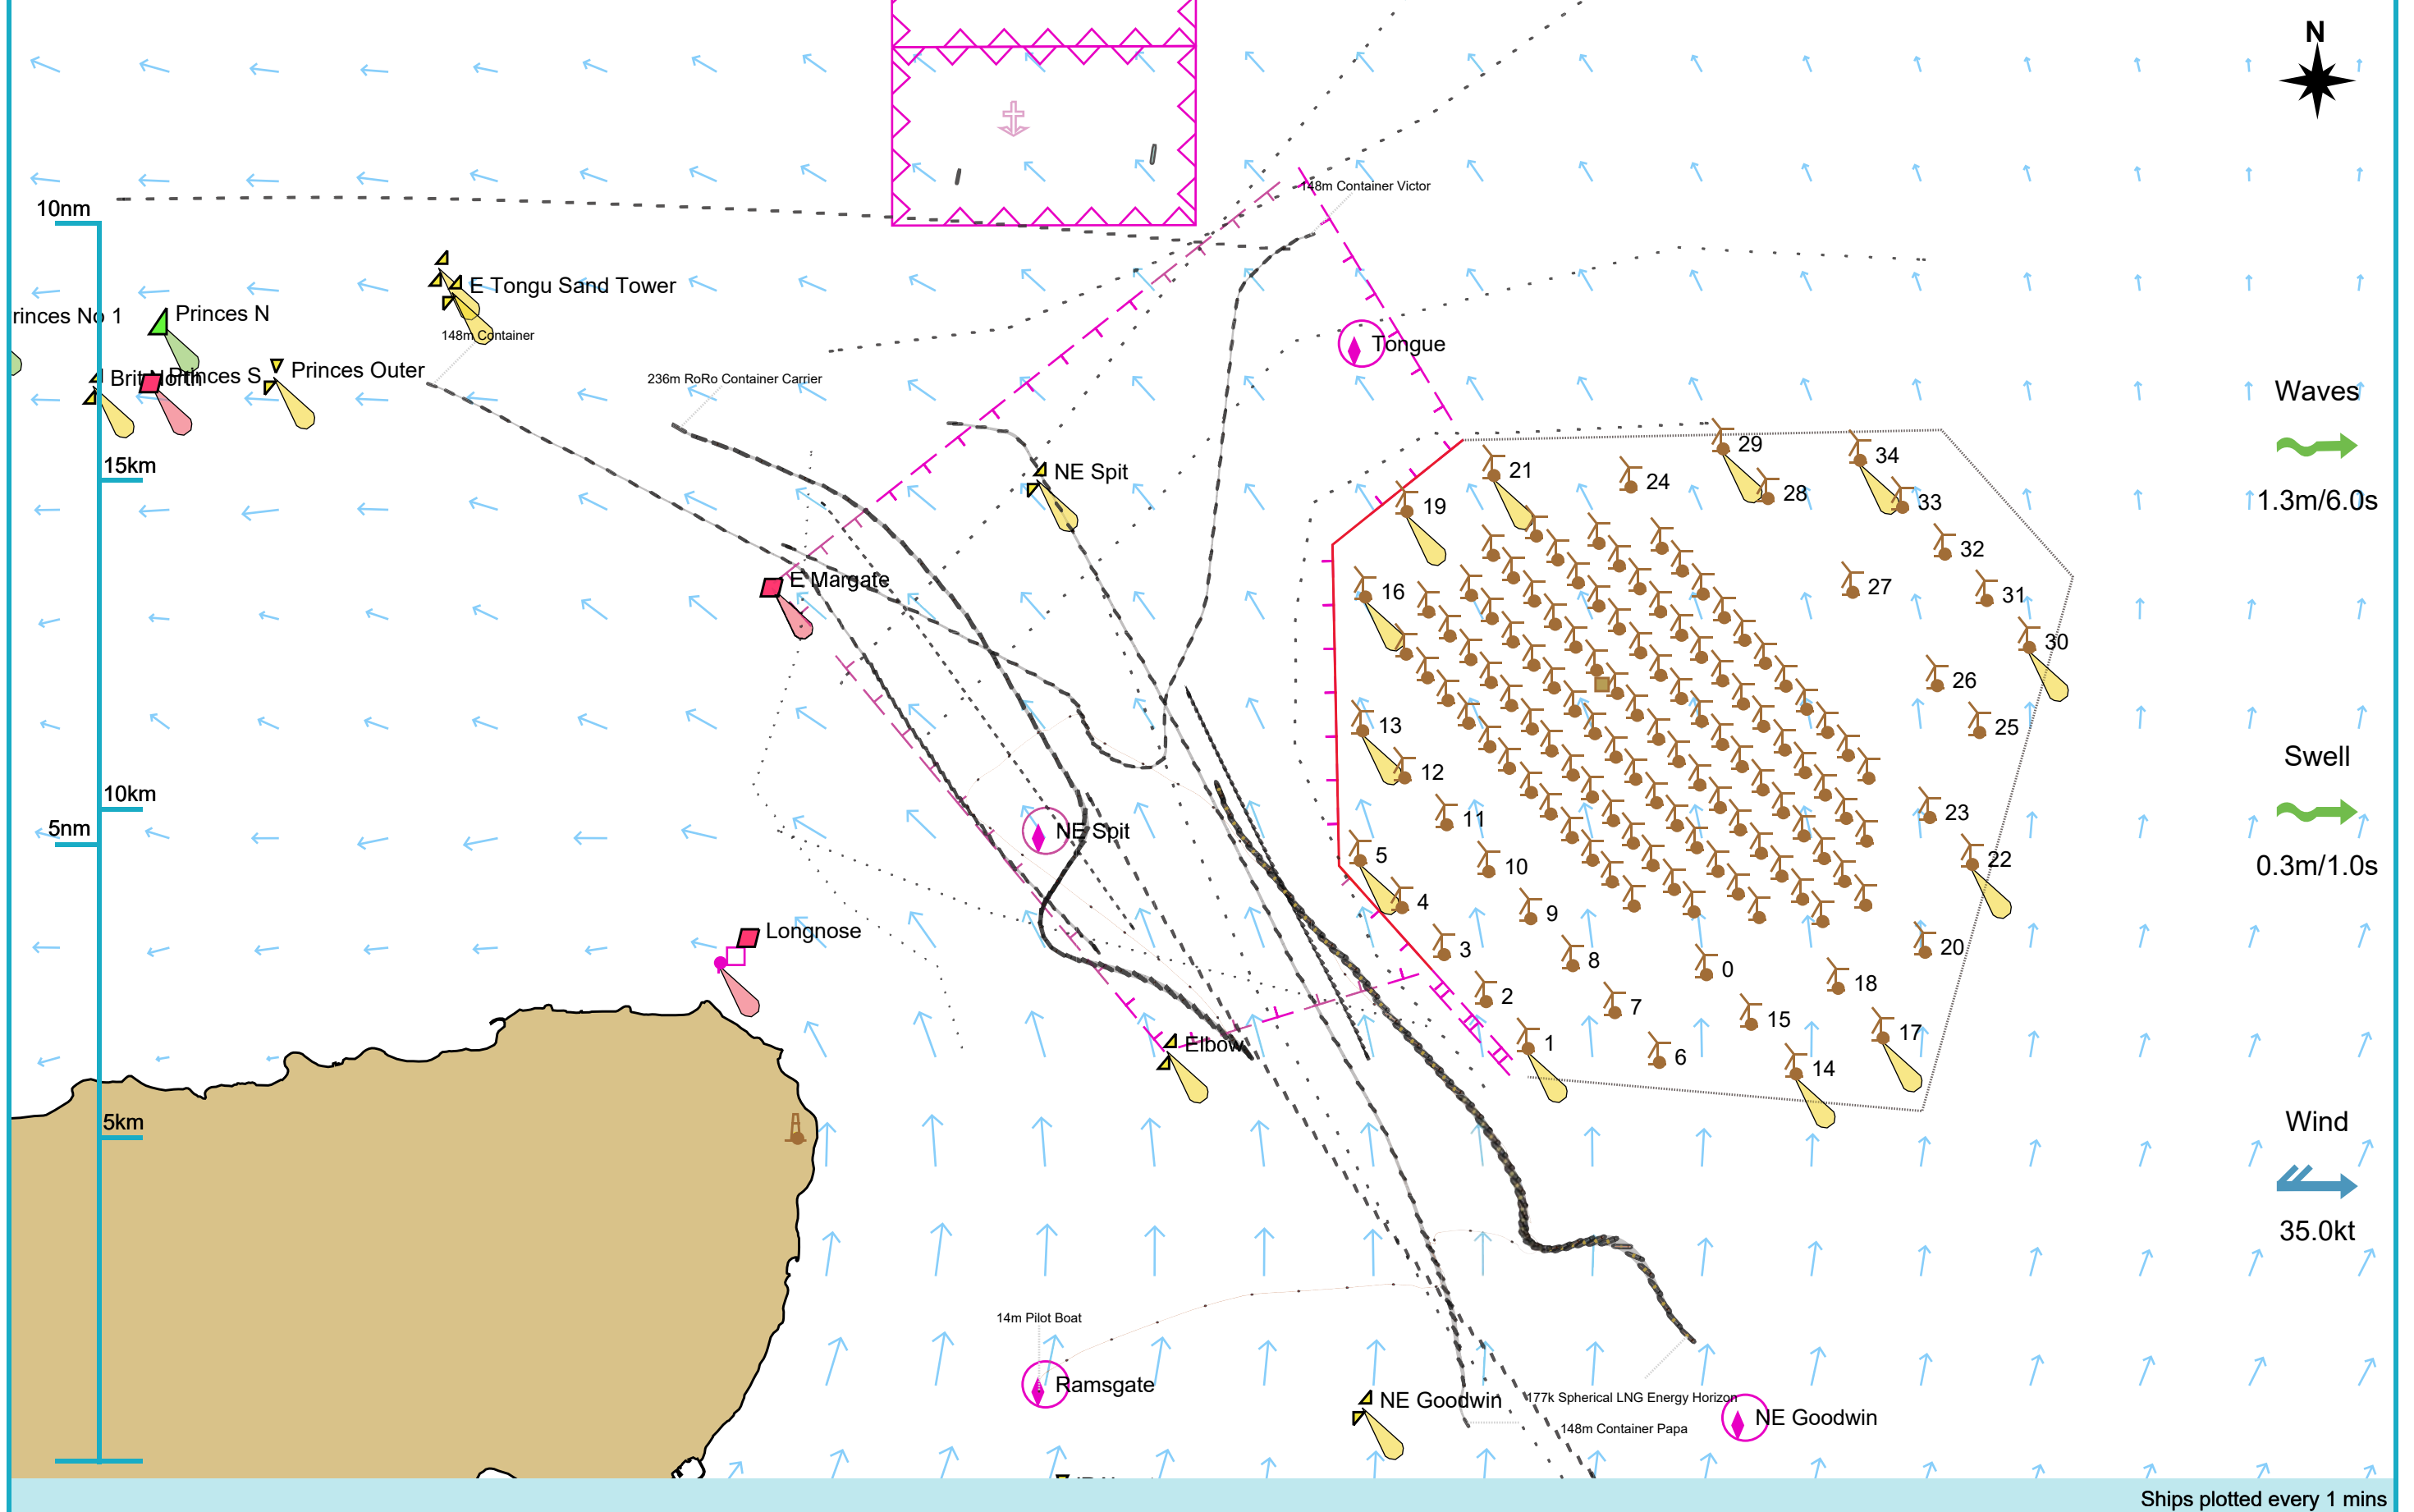 N
148m Container Victor
10nm
E Tongu Sand Tower
rinces No 1
Princes N
148m Container
Tongue
Princes Outer
Princes S
236m RoRo Container Carrier
Waves
1.3m/6.0s
15km
NE Spit
29
34
21
24
28
33
19
32
E Margate
16
27
31
30
26
13
25
12
Swell
0.3m/1.0s
10km
5nm
NE Spit
11
23
5
10
22
4
9
Longnose
3
8
0
20
2
7
18
15
17
Elbow
1
6
14
5km
Wind
35.0kt
14m Pilot Boat
Ramsgate
NE Goodwin
177k Spherical LNG Energy Horizon
148m Container Papa
NE Goodwin
Ships plotted every 1 mins